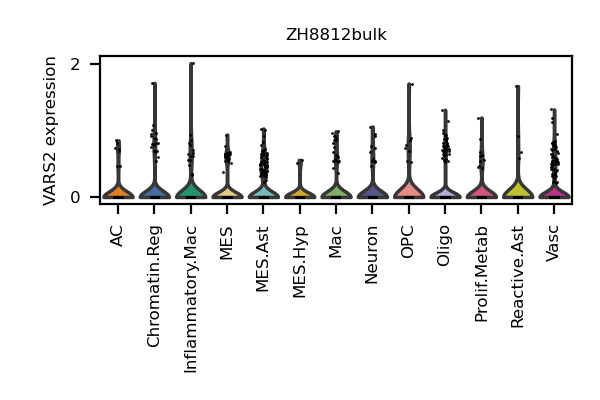 ZH8812bulk
VARS2 expression
2
0
AC
Chromatin.Reg
Inflammatory.Mac
MES
MES.Ast
MES.Hyp
Mac
Neuron
OPC
Oligo
Prolif.Metab
Reactive.Ast
Vasc